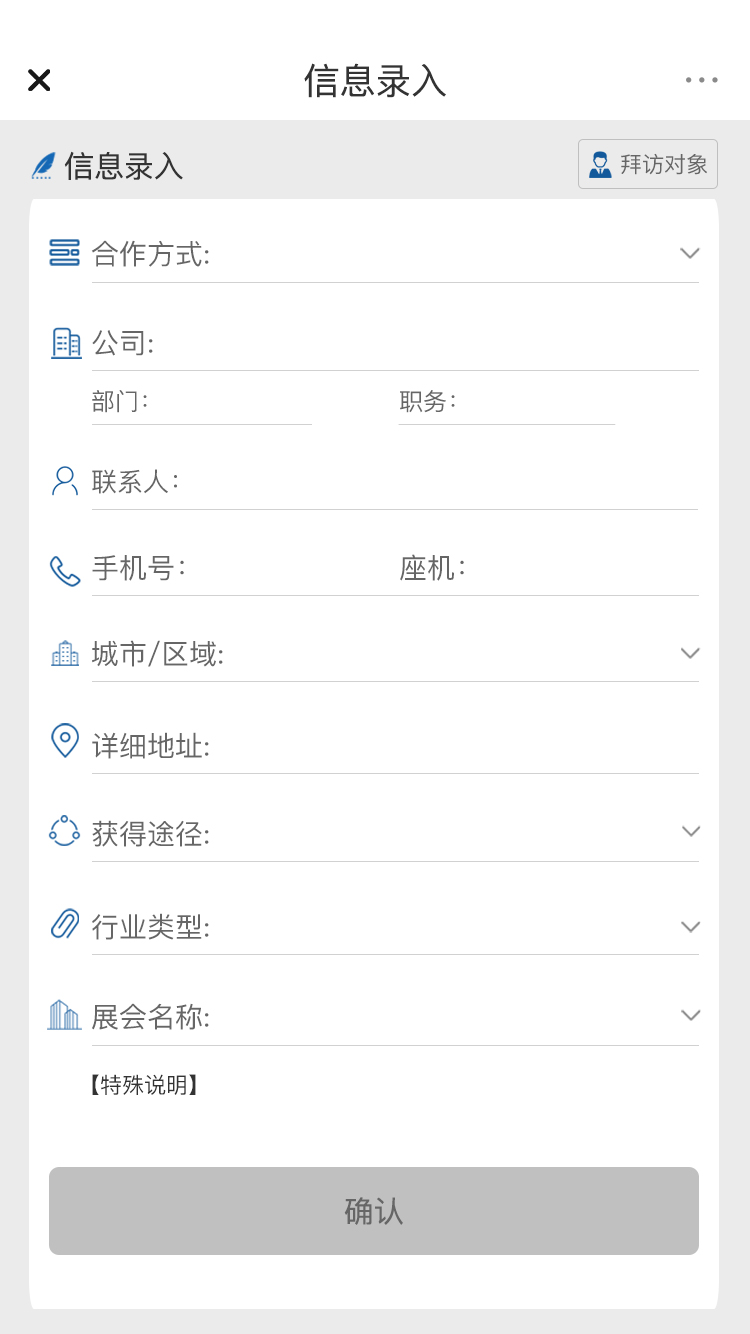 信息录入
信息录入
拜访对象
合作方式:
公司:
部门:
职务:
联系人:
手机号:
座机:
城市/区域:
详细地址:
获得途径:
行业类型:
展会名称:
【特殊说明】
确认